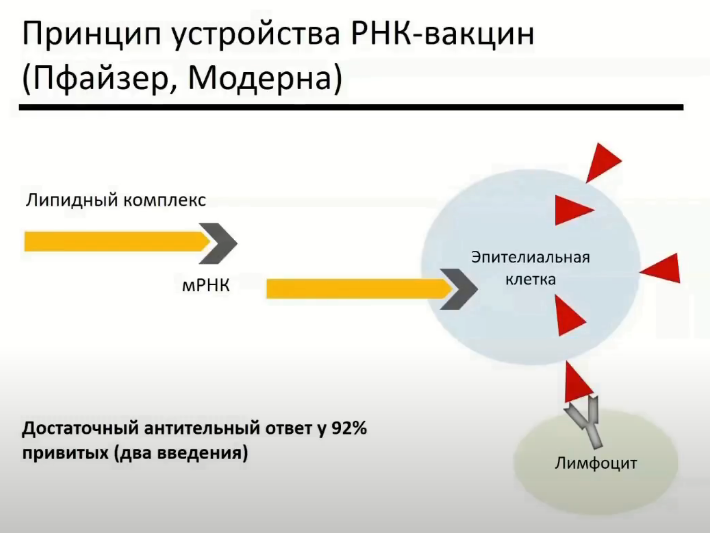 Принцип устройства РНК-вакцин
(Пфайзер, Модерна)
Липидный комплекс
мРНК
Эпителиальная
клетка
Достаточный антительный ответ у 92%
привитых (два введения)
Лимфоцит